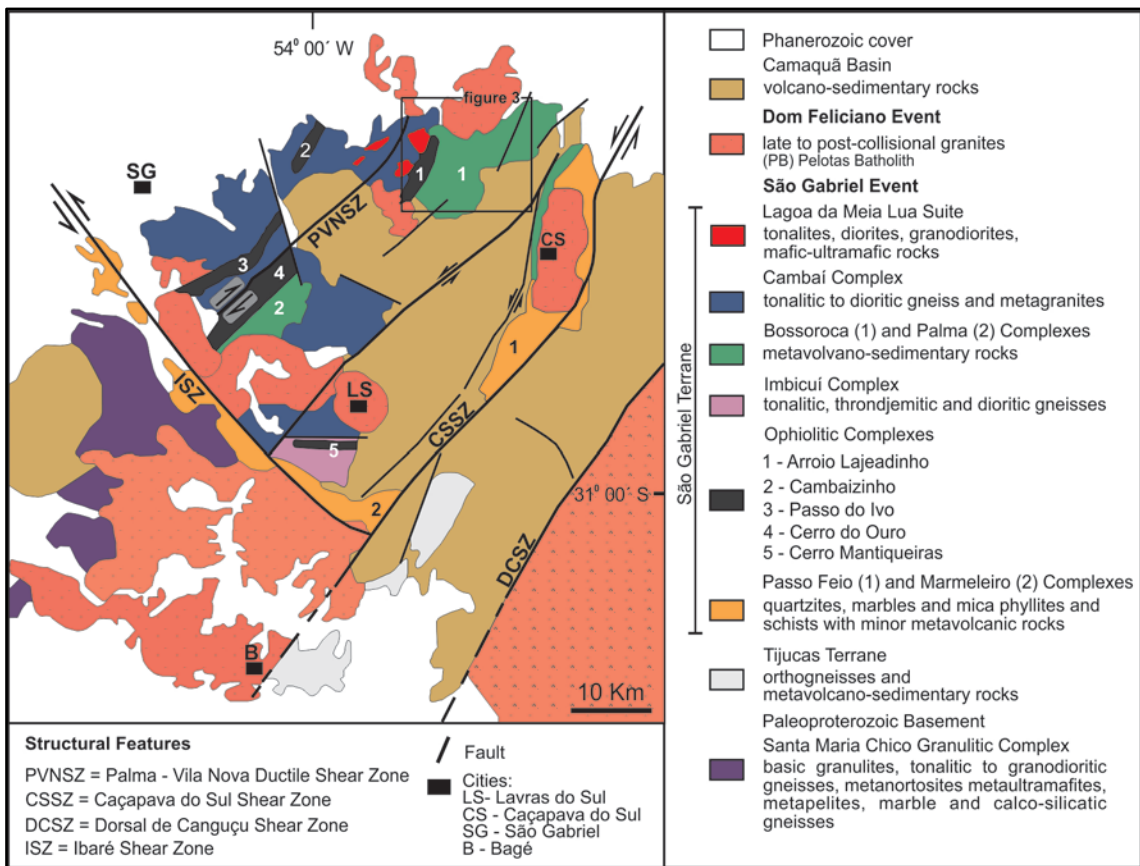 54⁰ 00´ W
figure 3
2
SG
1
1
PVNSZ
CS
3
4
2
1
ISZ
LS
CSSZ
5
31⁰ 00´ S
2
DCSZ
B
10 Km
Structural Features
PVNSZ = Palma - Vila Nova Ductile Shear Zone
CSSZ = Caçapava do Sul Shear Zone
DCSZ = Dorsal de Canguçu Shear Zone
ISZ = Ibaré Shear Zone
Fault
Cities:
LS- Lavras do Sul
CS - Caçapava do Sul
SG - São Gabriel
B - Bagé
Phanerozoic cover
Camaquã Basin
volcano-sedimentary rocks
Dom Feliciano Event
late to post-collisional granites
(PB) Pelotas Batholith
São Gabriel Event
São Gabriel Terrane
Lagoa da Meia Lua Suite
tonalites, diorites, granodiorites,
mafic-ultramafic rocks
Cambaí Complex
tonalitic to dioritic gneiss and metagranites
Bossoroca (1) and Palma (2) Complexes
metavolvano-sedimentary rocks
Imbicuí Complex
tonalitic, throndjemitic and dioritic gneisses
Ophiolitic Complexes
1 - Arroio Lajeadinho
2 - Cambaizinho
3 - Passo do Ivo
4 - Cerro do Ouro
5 - Cerro Mantiqueiras
Passo Feio (1) and Marmeleiro (2) Complexes
quartzites, marbles and mica phyllites and
schists with minor metavolcanic rocks
Tijucas Terrane
orthogneisses and
metavolcano-sedimentary rocks
Paleoproterozoic Basement
Santa Maria Chico Granulitic Complex
basic granulites, tonalitic to granodioritic
gneisses, metanortosites metaultramafites,
metapelites, marble and calco-silicatic
gneisses